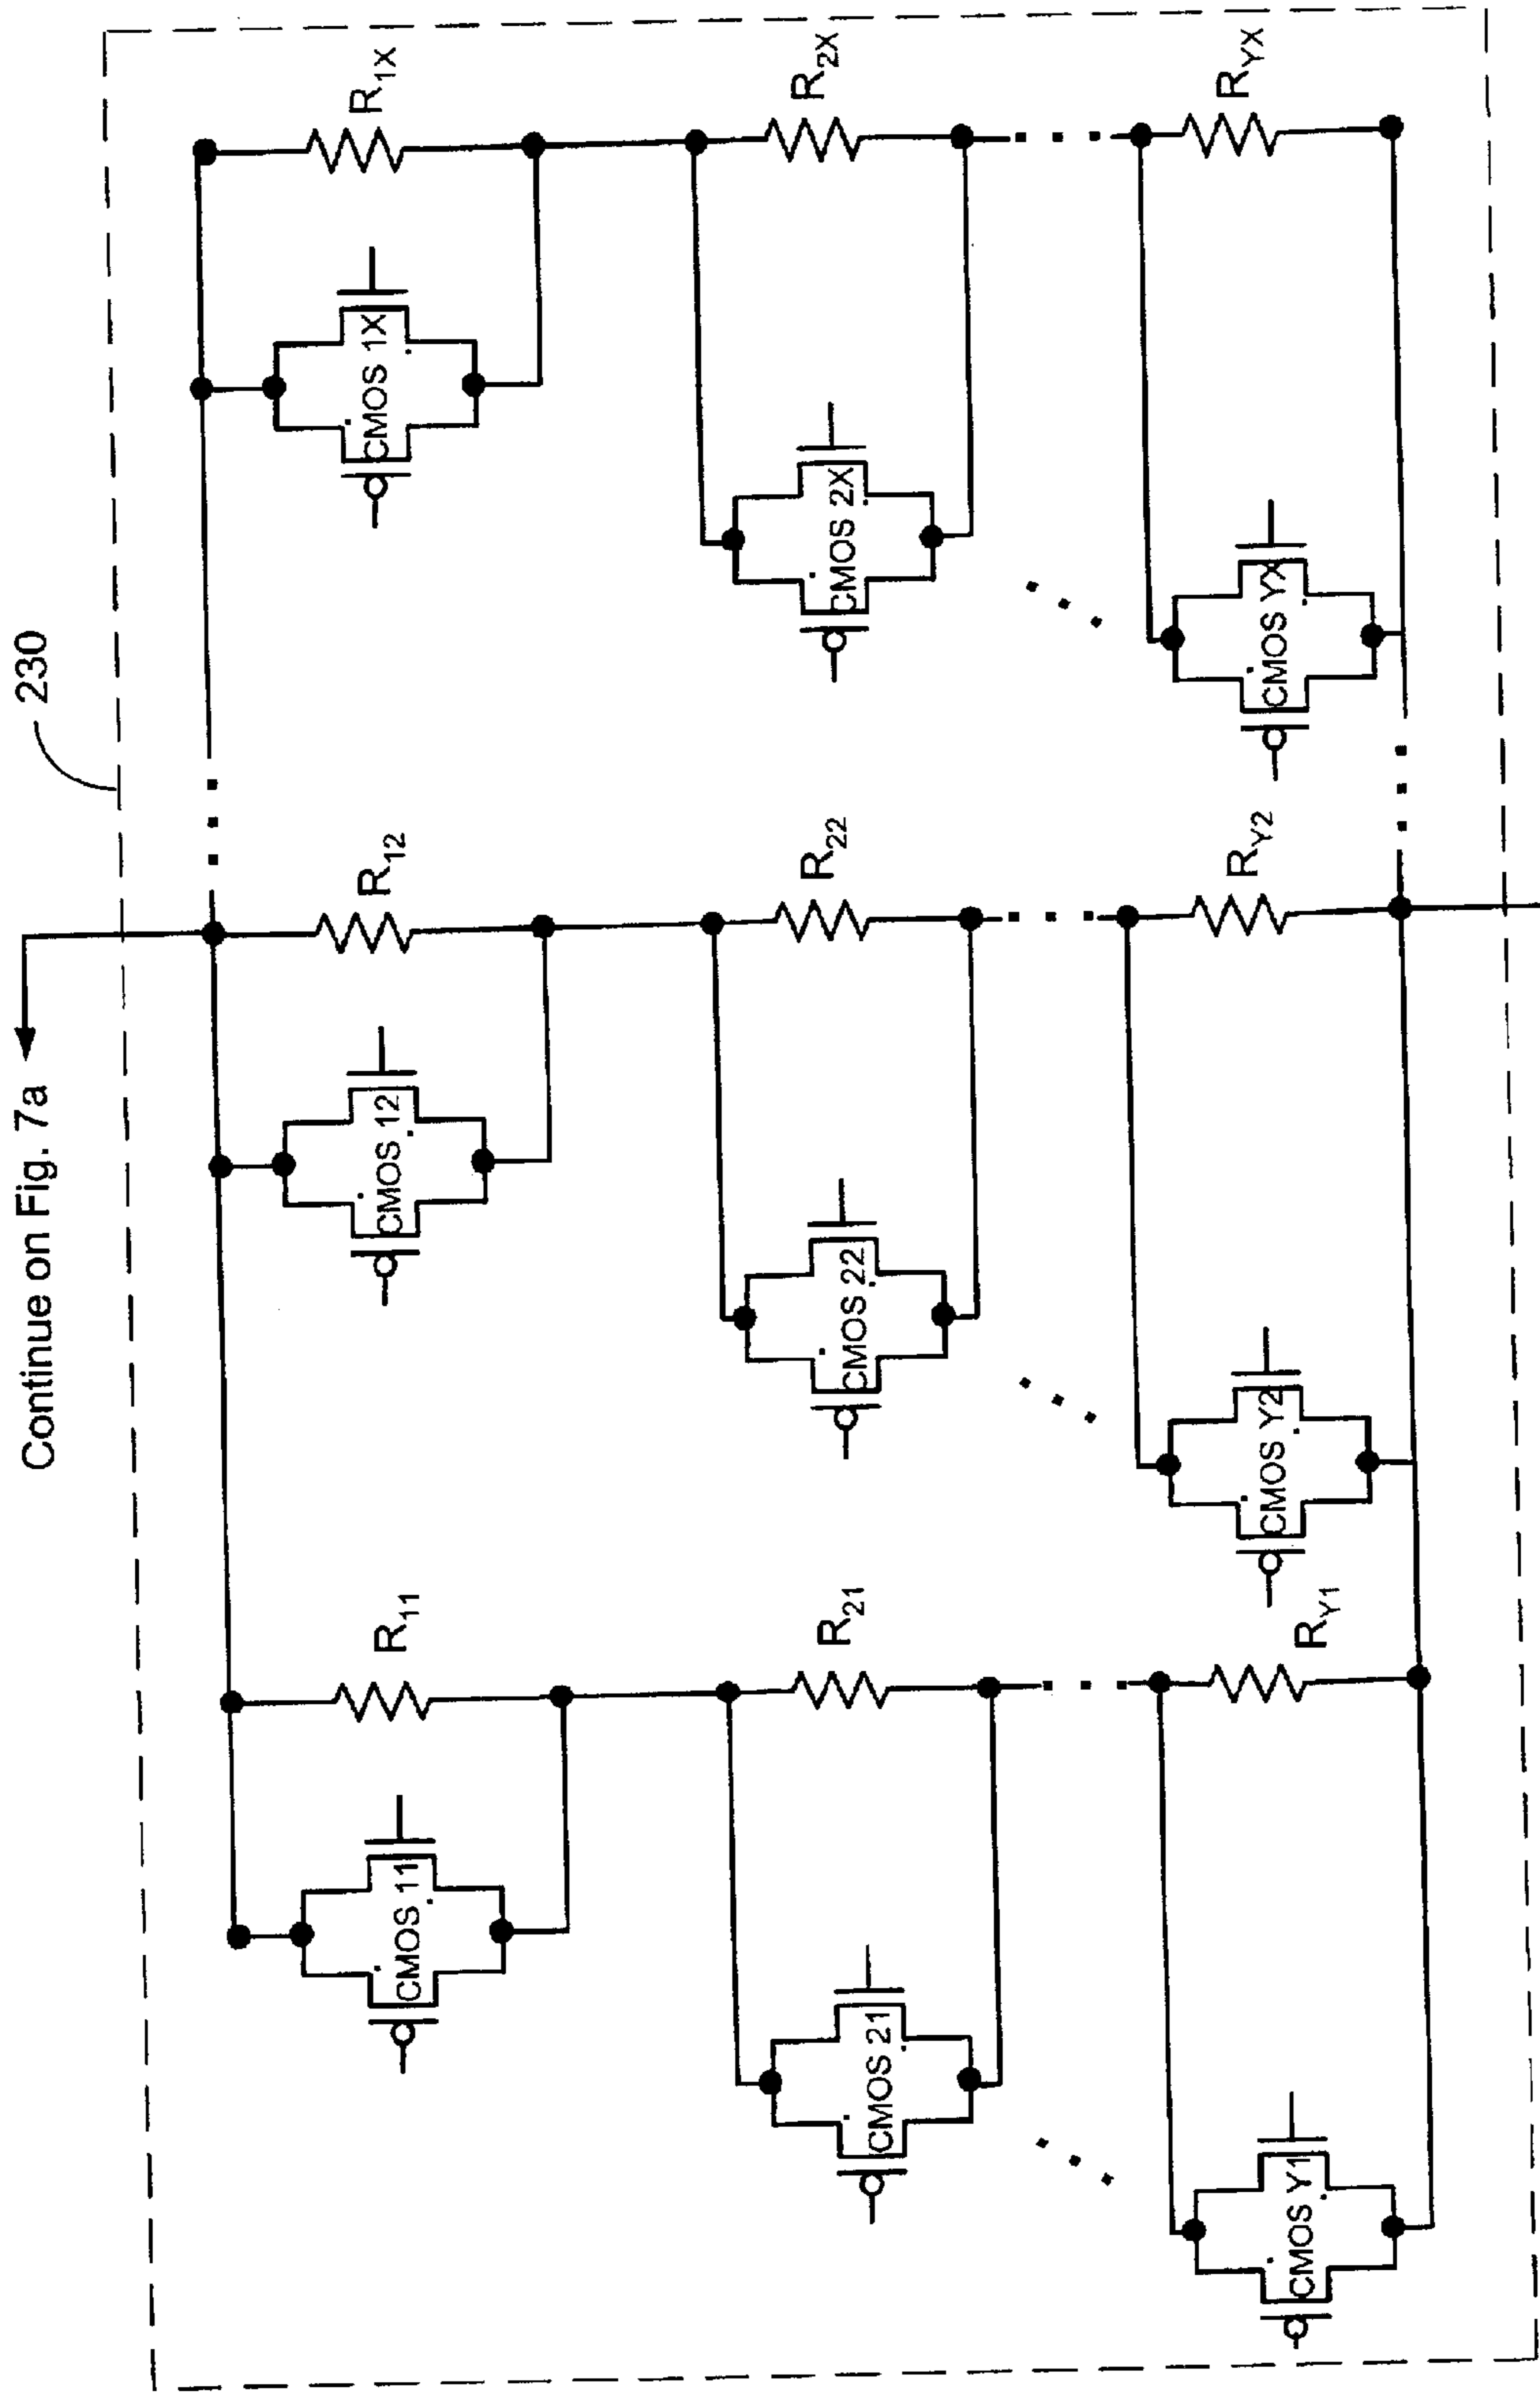 Continue on Fig. 7a
230
R11
R12
R1X
CMOS 11
CMOS 12
CMOS 1X
R21
R22
R2X
CMOS 21
CMOS 22
CMOS 2X
RY1
RY2
RYX
CMOS Y1
CMOS Y2
CMOS YX